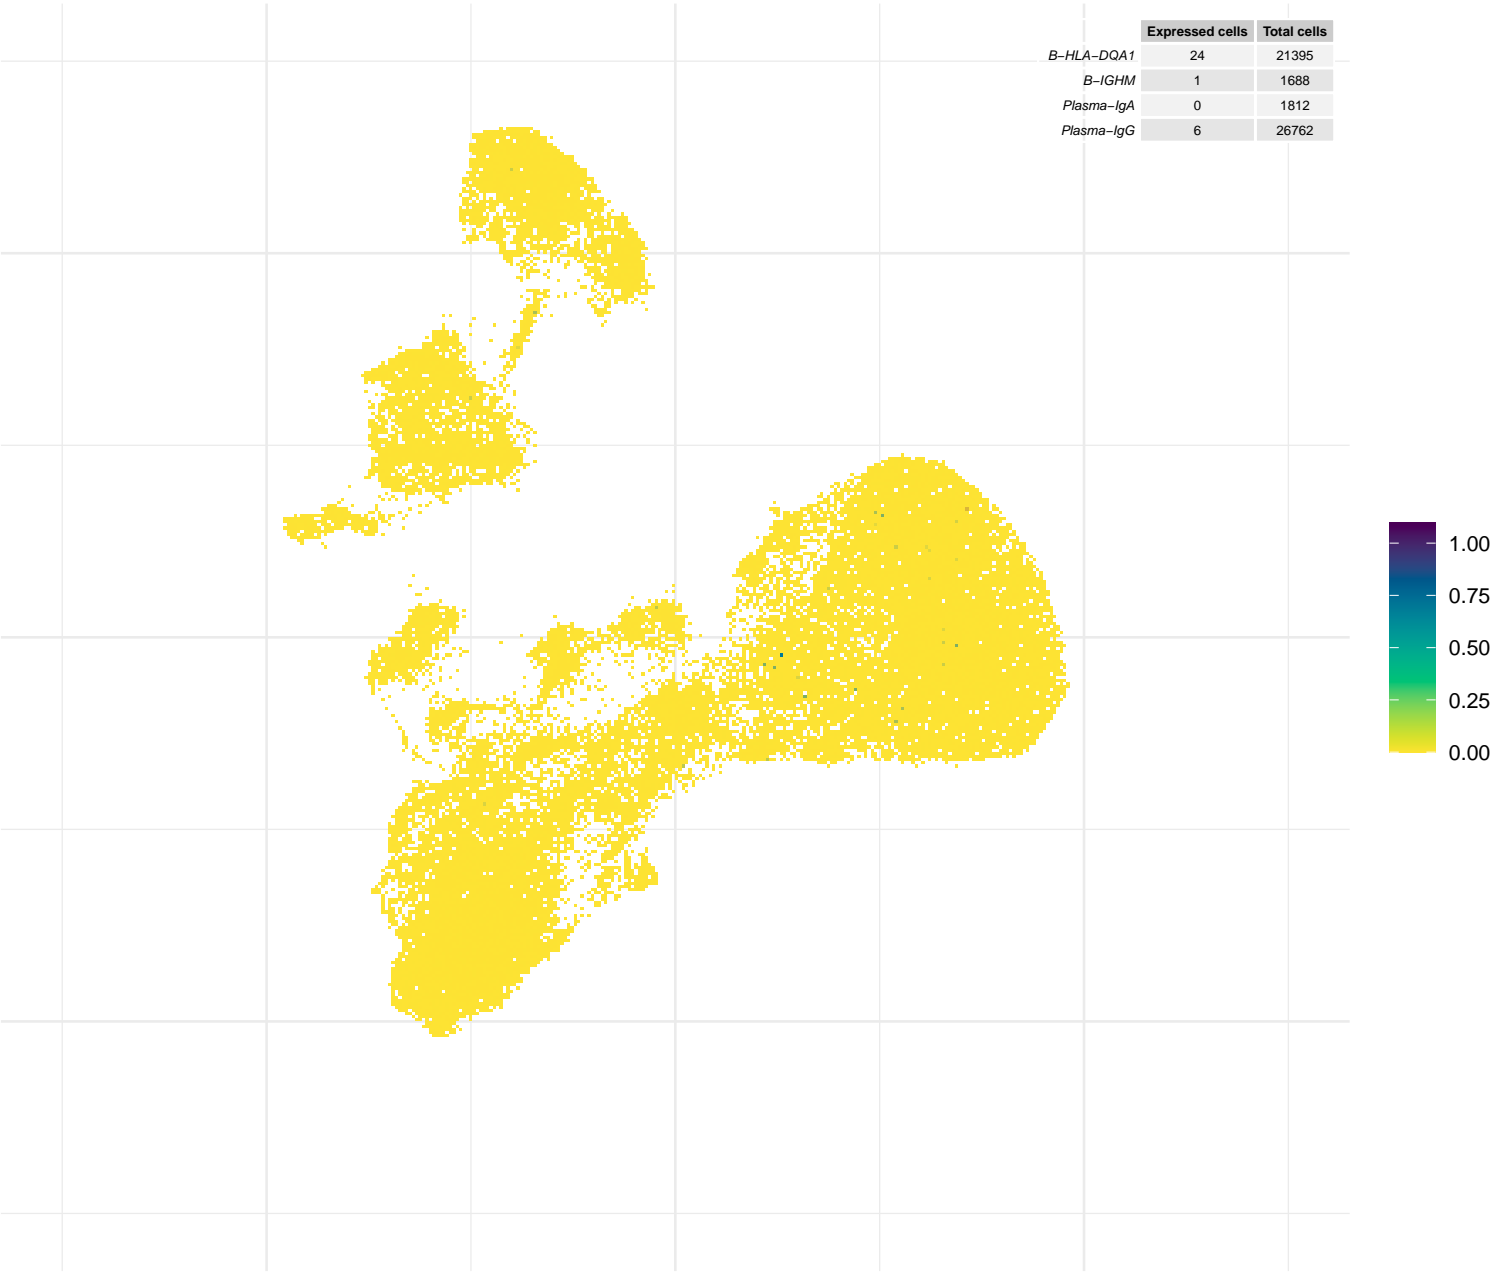 Expressed cells Total cells
B−HLA−DQA1 24 21395
B−IGHM 1 1688
Plasma−IgA 0 1812
Plasma−IgG 6 26762
1.00
0.75
0.50
0.25
0.00